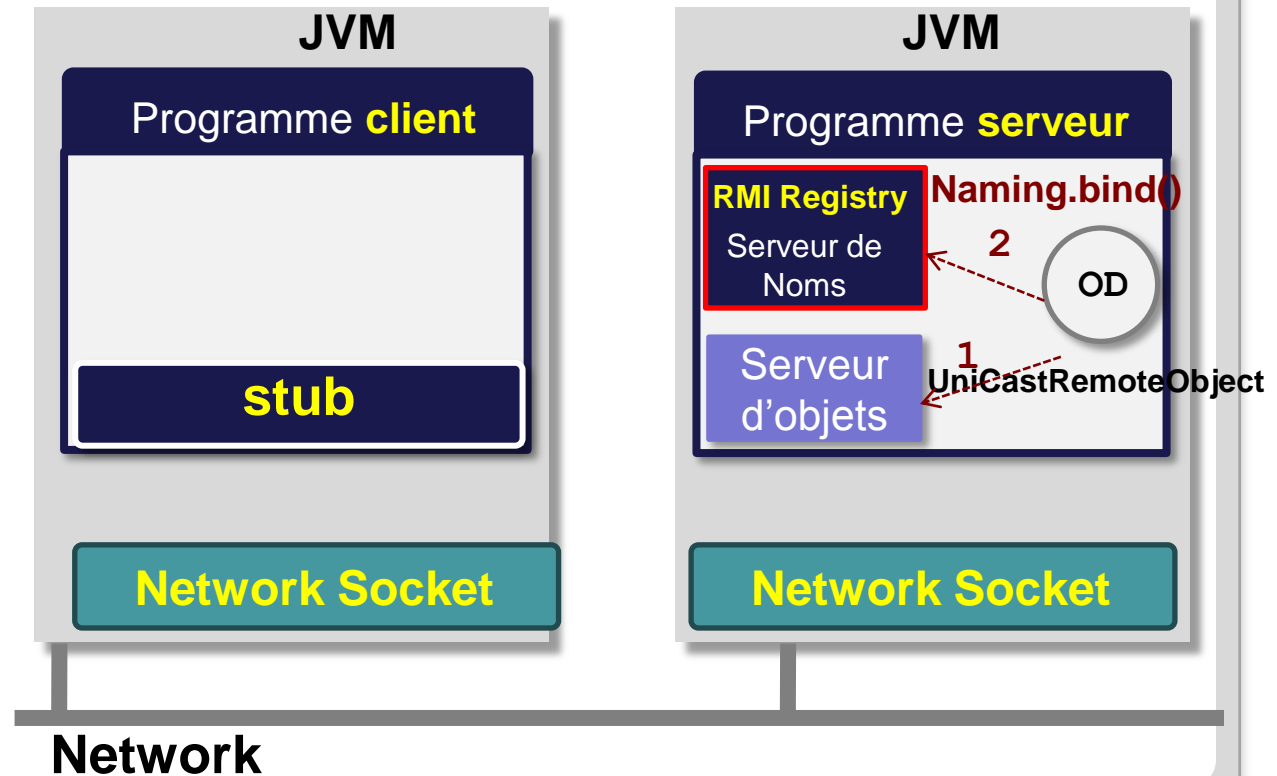 JVM
Programme client
stub
Network Socket
JVM
Programme serveur
RMI Registry
Serveur de
Noms
Naming.bind()
2
OD
1
UniCastRemoteObject
Serveur
d’objets
Network Socket
Network